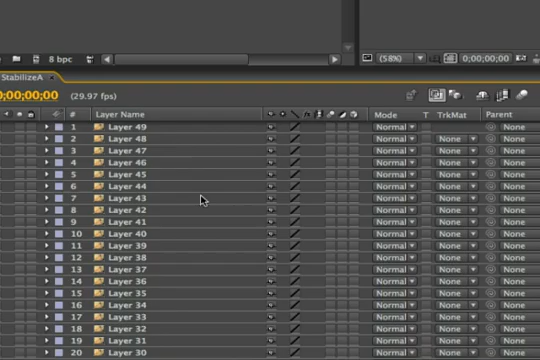 8 bpc (58%) 0;00;00;00
StabilizeA
0;00;00;00 (29.97 fps)
# Layer Name Mode T TrkMat Parent
1 Layer 49 Normal None
2 Layer 48 Normal None None
3 Layer 47 Normal None None
4 Layer 46 Normal None None
5 Layer 45 Normal None None
6 Layer 44 Normal None None
7 Layer 43 Normal None None
8 Layer 42 Normal None None
9 Layer 41 Normal None None
10 Layer 40 Normal None None
11 Layer 39 Normal None None
12 Layer 38 Normal None None
13 Layer 37 Normal None None
14 Layer 36 Normal None None
15 Layer 35 Normal None None
16 Layer 34 Normal None None
17 Layer 33 Normal None None
18 Layer 32 Normal None None
19 Layer 31 Normal None None
20 Layer 30 Normal None None